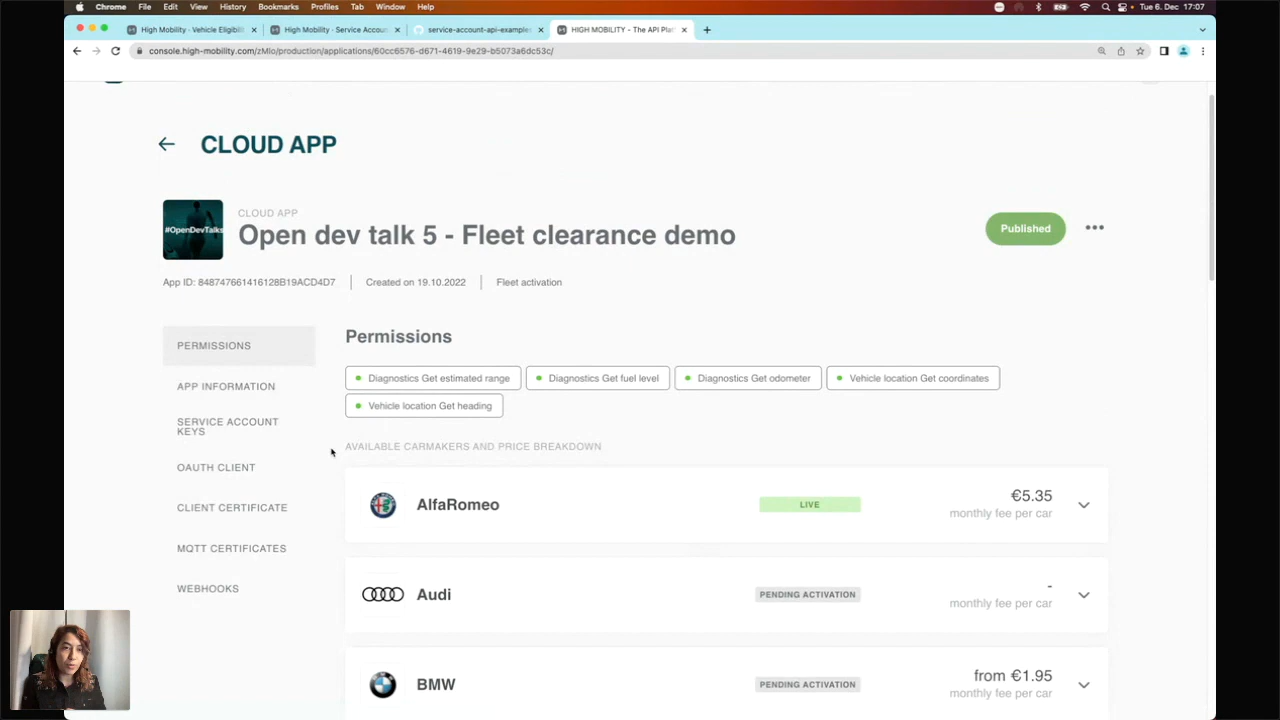 Chrome File Edit View History Bookmarks Profiles Tab Window Help Tue 6. Dec 17:07
High Mobility - Vehicle Eligibili High Mobility - Service Accoun service-account-api-examples HIGH MOBILITY - The API Plat
console.high-mobility.com/zMIo/production/applications/60cc6576-d671-4619-9e29-b5073a6dc53c/
CLOUD APP
#OpenDevTalks
CLOUD APP
Open dev talk 5 - Fleet clearance demo
Published
App ID: 848747661416128B19ACD4D7 Created on 19.10.2022 Fleet activation
PERMISSIONS
APP INFORMATION
SERVICE ACCOUNT
KEYS
OAUTH CLIENT
CLIENT CERTIFICATE
MQTT CERTIFICATES
WEBHOOKS
Permissions
Diagnostics Get estimated range Diagnostics Get fuel level Diagnostics Get odometer Vehicle location Get coordinates
Vehicle location Get heading
AVAILABLE CARMAKERS AND PRICE BREAKDOWN
AlfaRomeo LIVE €5.35
monthly fee per car
Audi PENDING ACTIVATION -
monthly fee per car
BMW PENDING ACTIVATION from €1.95
monthly fee per car